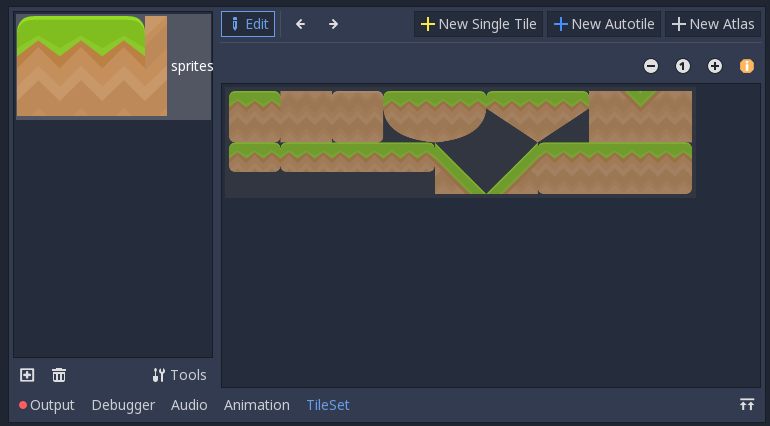 Edit
New Single Tile
New Autotile
New Atlas
sprites
1
Tools
Output
Debugger
Audio
Animation
TileSet